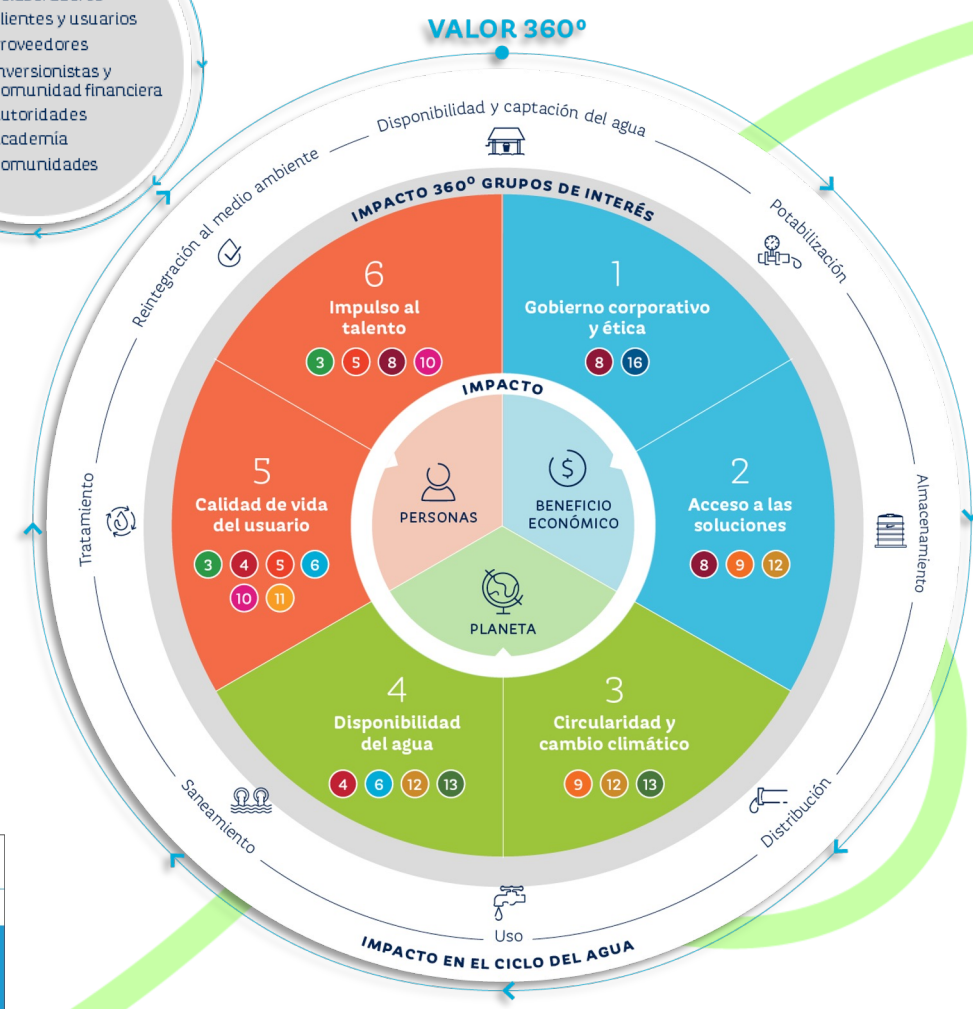 lientes y usuarios
roveedores
nversionistas y
omunidad financiera
utoridades
cademía
omunidades
VALOR 360º
Disponibilidad y captación del agua
Potabilización
Almacenamiento
Distribución
Uso
Saneamiento
Tratamiento
Reintegración al medio ambiente
IMPACTO EN EL CICLO DEL AGUA
IMPACTO 360º GRUPOS DE INTERÉS
1
Gobierno corporativo
y ética
8 16
2
Acceso a las
soluciones
8 9 12
3
Circularidad y
cambio climático
9 12 13
4
Disponibilidad
del agua
4 6 12 13
5
Calidad de vida
del usuario
3 4 5 6
10 11
6
Impulso al
talento
3 5 8 10
IMPACTO
PERSONAS
$
BENEFICIO
ECONÓMICO
PLANETA